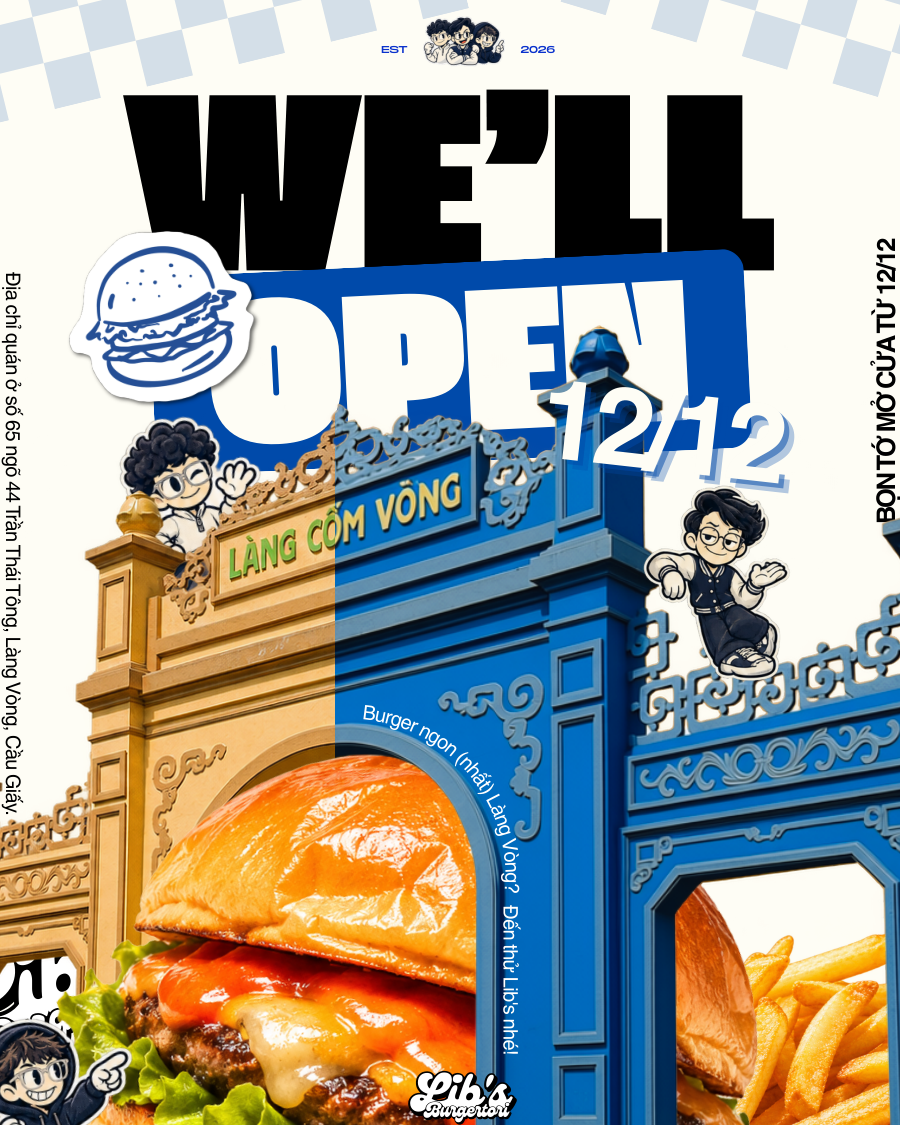 EST
2026
WE'LL
OPEN
12/12
BỌN TỚ MỞ CỬA TỪ 12/12
Địa chỉ quán ở số 65 ngõ 44 Trần Thái Tông, Làng Vòng, Cầu Giấy.
LÀNG CỐM VÒNG
Burger ngon (nhất) Làng Vòng? Đến thử Lib's nhé!
Lib's
Burgertori